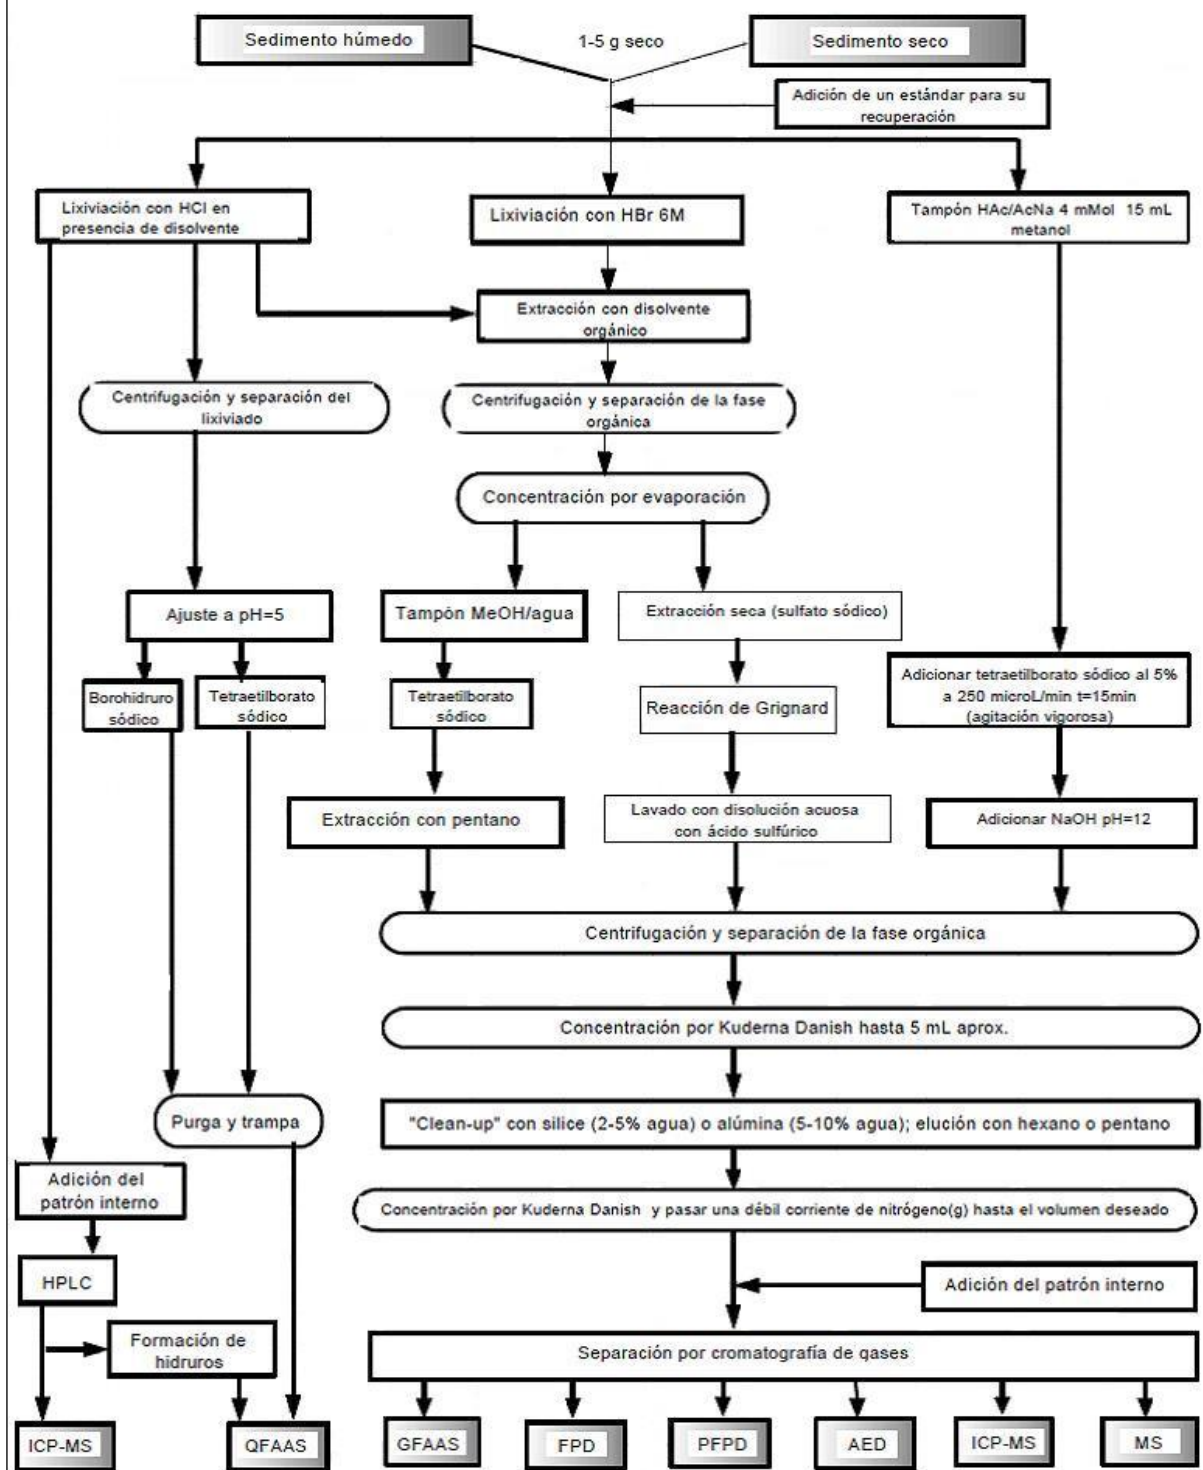 Sedimento húmedo
1-5 g seco
Sedimento seco
Adición de un estándar para su
recuperación
Lixiviación con HCl en
presencia de disolvente
Lixiviación con HBr 6M
Tampón HAc/AcNa 4 mMol 15 mL
metanol
Extracción con disolvente
orgánico
Centrifugación y separación del
lixiviado
Centrifugación y separación de la fase
orgánica
Concentración por evaporación
Ajuste a pH=5
Tampón MeOH/agua
Extracción seca (sulfato sódico)
Borohidruro
sódico
Tetraetilborato
sódico
Tetraetilborato
sódico
Reacción de Grignard
Adicionar tetraetilborato sódico al 5%
a 250 microL/min t=15min
(agitación vigorosa)
Extracción con pentano
Lavado con disolución acuosa
con ácido sulfúrico
Adicionar NaOH pH=12
Centrifugación y separación de la fase orgánica
Concentración por Kuderna Danish hasta 5 mL aprox.
Purga y trampa
"Clean-up" con silice (2-5% agua) o alúmina (5-10% agua); elución con hexano o pentano
Adición del
patrón interno
Concentración por Kuderna Danish y pasar una débil corriente de nitrógeno(g) hasta el volumen deseado
HPLC
Adición del patrón interno
Formación de
hidruros
Separación por cromatografía de gases
ICP-MS
QFAAS
GFAAS
FPD
PFPD
AED
ICP-MS
MS